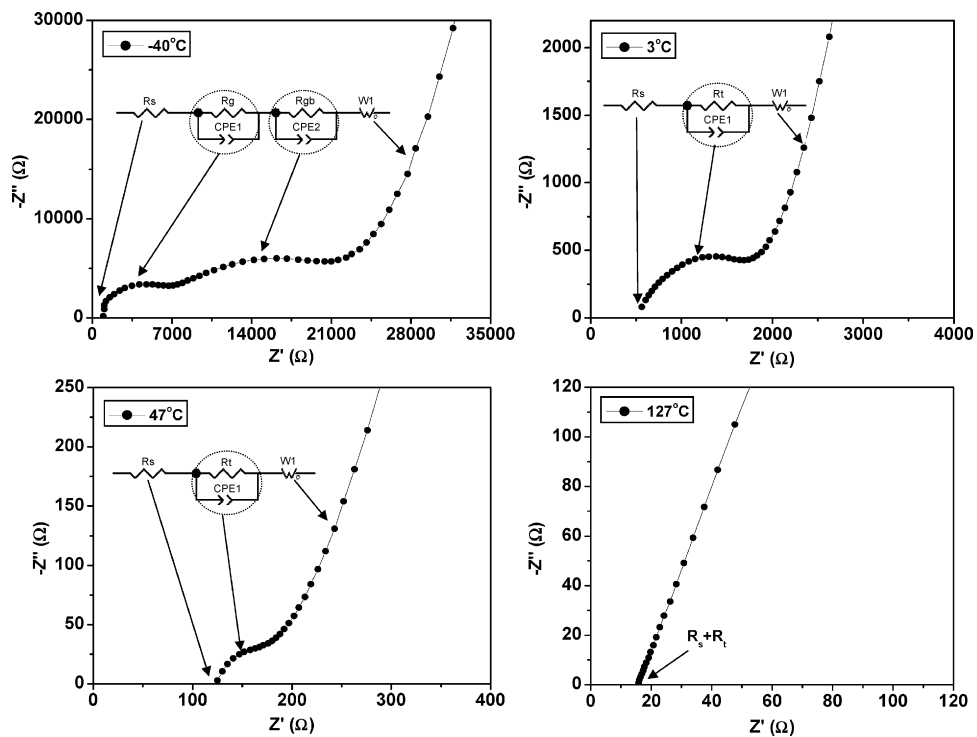 -40°C
30000
20000
10000
0
-Z'' (Ω)
Rs
Rg
CPE1
Rgb
CPE2
W1
0 7000 14000 21000 28000 35000
Z' (Ω)
3°C
2000
1500
1000
500
0
-Z'' (Ω)
Rs
Rt
CPE1
W1
0 1000 2000 3000 4000
Z' (Ω)
47°C
250
200
150
100
50
0
-Z'' (Ω)
Rs
Rt
CPE1
W1
0 100 200 300 400
Z' (Ω)
127°C
120
100
80
60
40
20
0
-Z'' (Ω)
Rs+Rt
0 20 40 60 80 100 120
Z' (Ω)